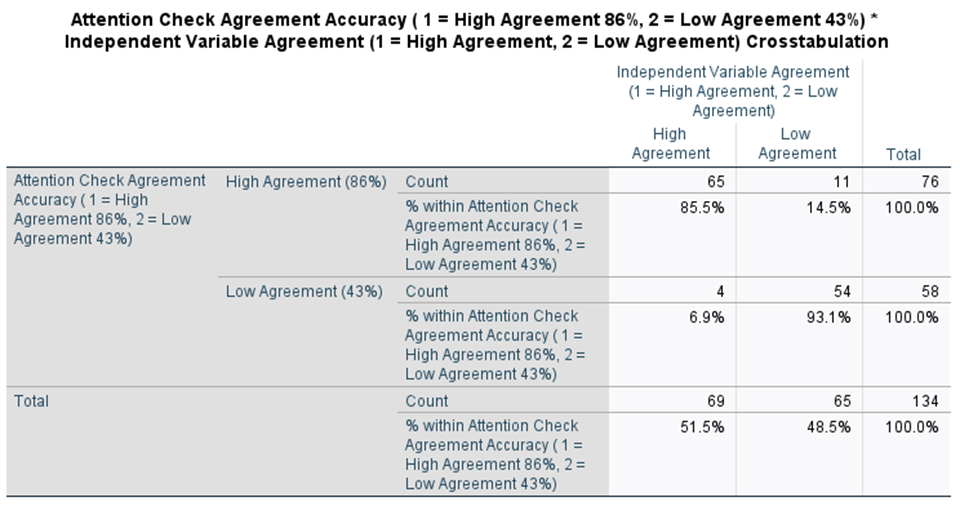 Attention Check Agreement Accuracy ( 1 = High Agreement 86%, 2 = Low Agreement 43%) *
Independent Variable Agreement (1 = High Agreement, 2 = Low Agreement) Crosstabulation
Independent Variable Agreement
(1 = High Agreement, 2 = Low
Agreement)
High
Agreement
Low
Agreement
Total
Attention Check Agreement
Accuracy ( 1 = High
Agreement 86%, 2 = Low
Agreement 43%)
High Agreement (86%)
Count
65
11
76
% within Attention Check
Agreement Accuracy ( 1 =
High Agreement 86%, 2 =
Low Agreement 43%)
85.5%
14.5%
100.0%
Low Agreement (43%)
Count
4
54
58
% within Attention Check
Agreement Accuracy ( 1 =
High Agreement 86%, 2 =
Low Agreement 43%)
6.9%
93.1%
100.0%
Total
Count
69
65
134
% within Attention Check
Agreement Accuracy ( 1 =
High Agreement 86%, 2 =
Low Agreement 43%)
51.5%
48.5%
100.0%